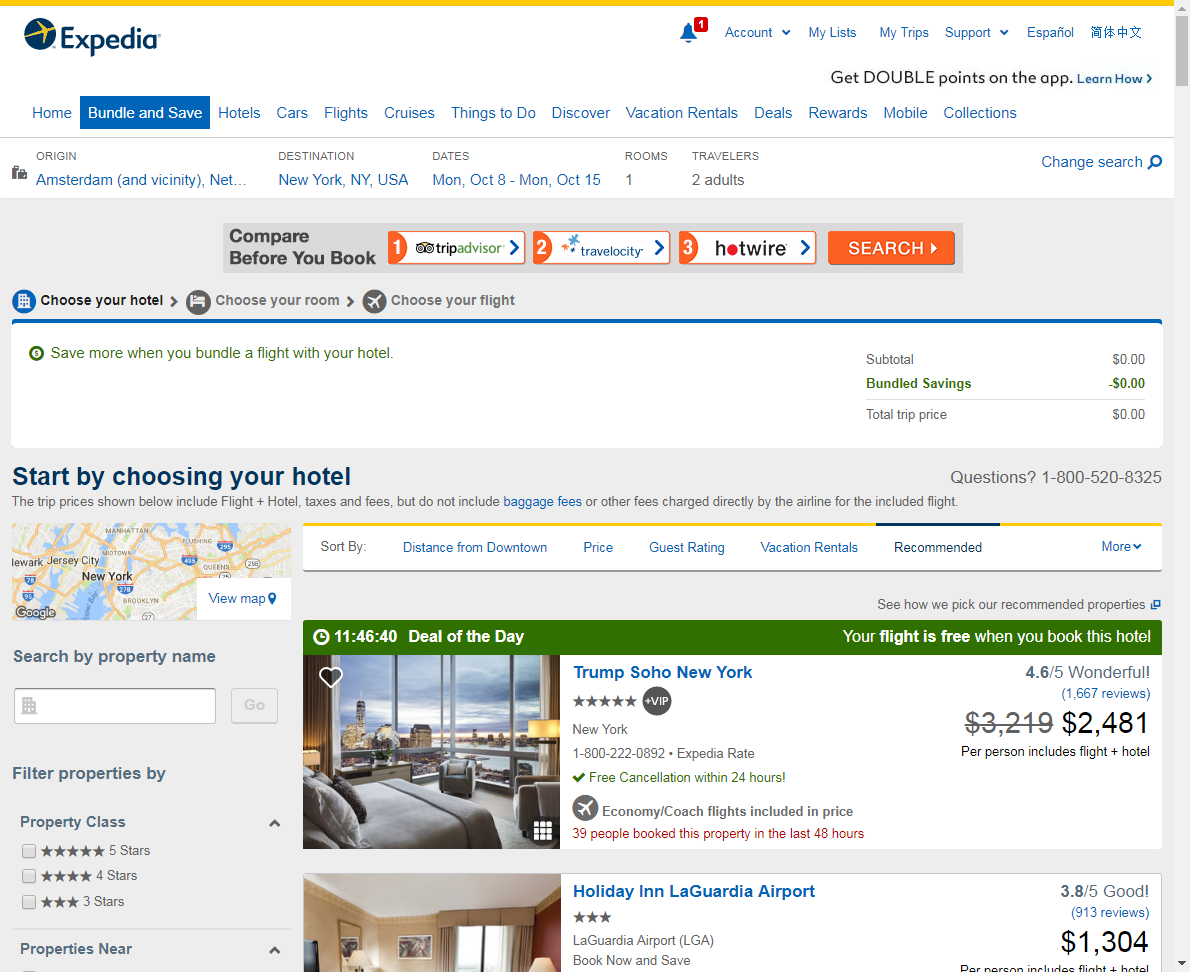 Expedia
1
Account
My Lists
My Trips
Support
Español
简体中文
Get DOUBLE points on the app. Learn How
Home
Bundle and Save
Hotels
Cars
Flights
Cruises
Things to Do
Discover
Vacation Rentals
Deals
Rewards
Mobile
Collections
ORIGIN
Amsterdam (and vicinity), Net...
DESTINATION
New York, NY, USA
DATES
Mon, Oct 8 - Mon, Oct 15
ROOMS
1
TRAVELERS
2 adults
Change search
Compare
Before You Book
1 tripadvisor
2 travelocity
3 hotwire
SEARCH
Choose your hotel
Choose your room
Choose your flight
Save more when you bundle a flight with your hotel.
Subtotal $0.00
Bundled Savings -$0.00
Total trip price $0.00
Start by choosing your hotel
Questions? 1-800-520-8325
The trip prices shown below include Flight + Hotel, taxes and fees, but do not include baggage fees or other fees charged directly by the airline for the included flight.
MANHATTAN
FLUSHING
295
MIDTOWN
ewark Jersey City
495
QUEENS
258
78
New York
95
278
BROOKLYN
27
Google
View map
Sort By:
Distance from Downtown
Price
Guest Rating
Vacation Rentals
Recommended
More
See how we pick our recommended properties
Search by property name
Go
Filter properties by
Property Class
5 Stars
4 Stars
3 Stars
Properties Near
11:46:40 Deal of the Day
Your flight is free when you book this hotel
Trump Soho New York
+VIP
New York
1-800-222-0892 • Expedia Rate
Free Cancellation within 24 hours!
Economy/Coach flights included in price
39 people booked this property in the last 48 hours
4.6/5 Wonderful!
(1,667 reviews)
$3,219 $2,481
Per person includes flight + hotel
Holiday Inn LaGuardia Airport
LaGuardia Airport (LGA)
Book Now and Save
3.8/5 Good!
(913 reviews)
$1,304
Per person includes flight + hotel